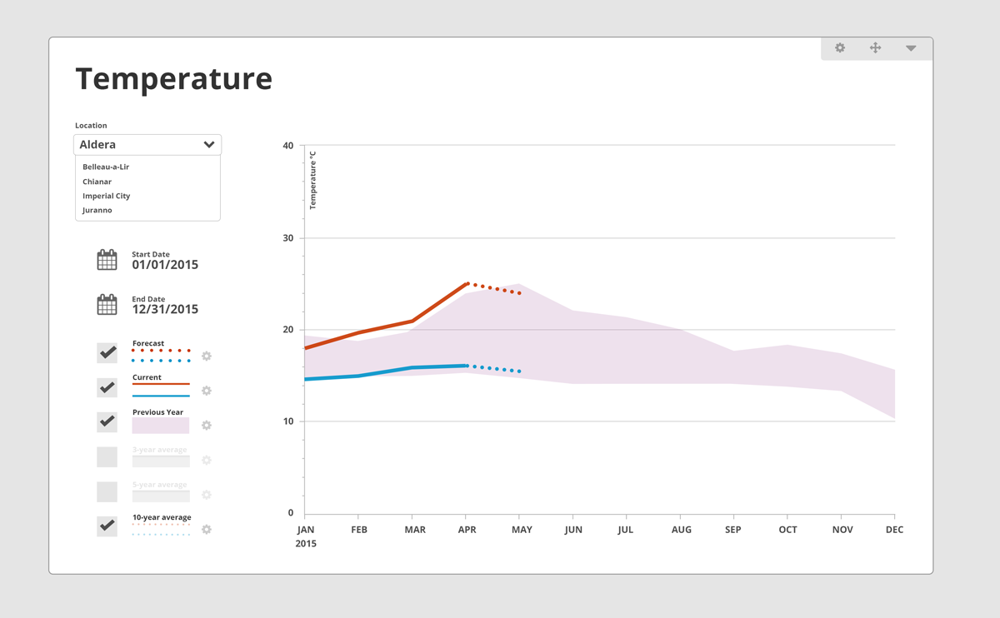 Temperature
Location
Aldera
Belleau-a-Lir
Chianar
Imperial City
Juranno
Start Date
01/01/2015
End Date
12/31/2015
Forecast
Current
Previous Year
3-year average
5-year average
10-year average
Temperature °C
40
30
20
10
0
JAN FEB MAR APR MAY JUN JUL AUG SEP OCT NOV DEC
2015